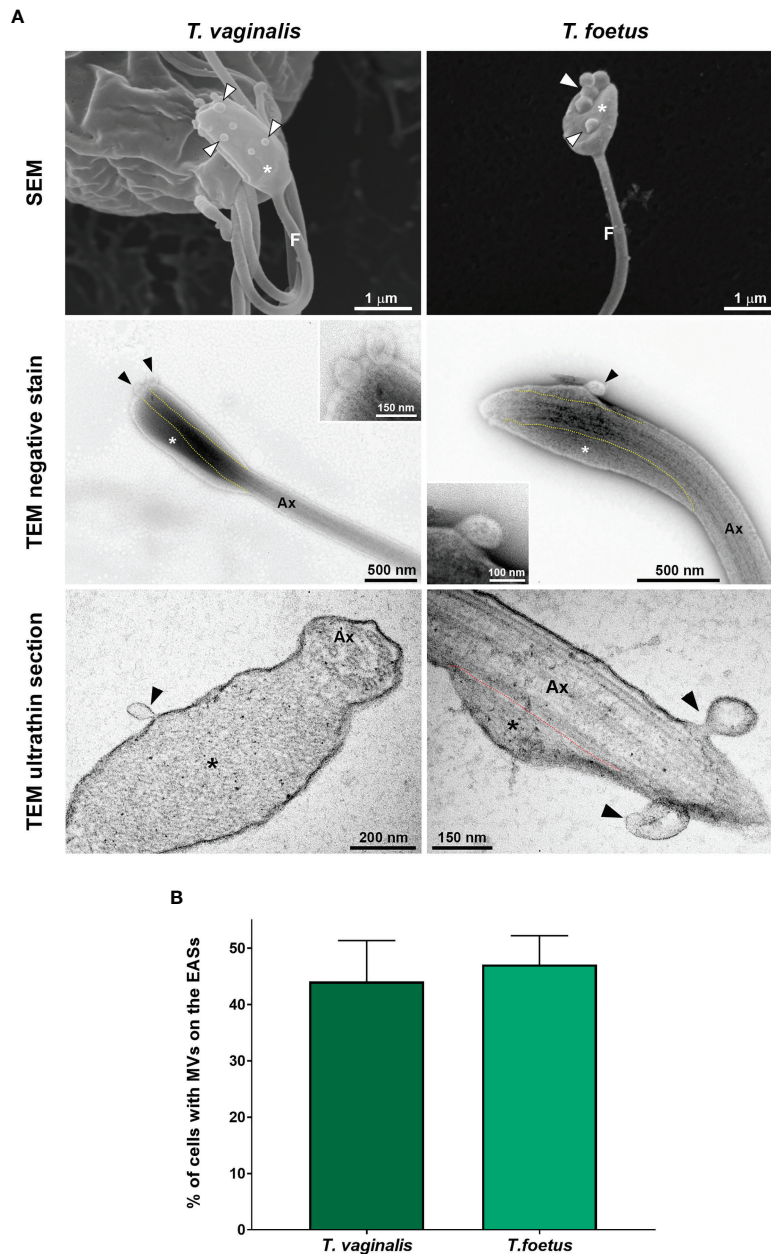 A
T. vaginalis
T. foetus
SEM
*
F
1 μm
*
F
1 μm
TEM negative stain
*
Ax
150 nm
500 nm
*
Ax
100 nm
500 nm
TEM ultrathin section
Ax
*
200 nm
Ax
*
150 nm
B
% of cells with MVs on the EASs
50
40
30
20
10
0
T. vaginalis
T.foetus